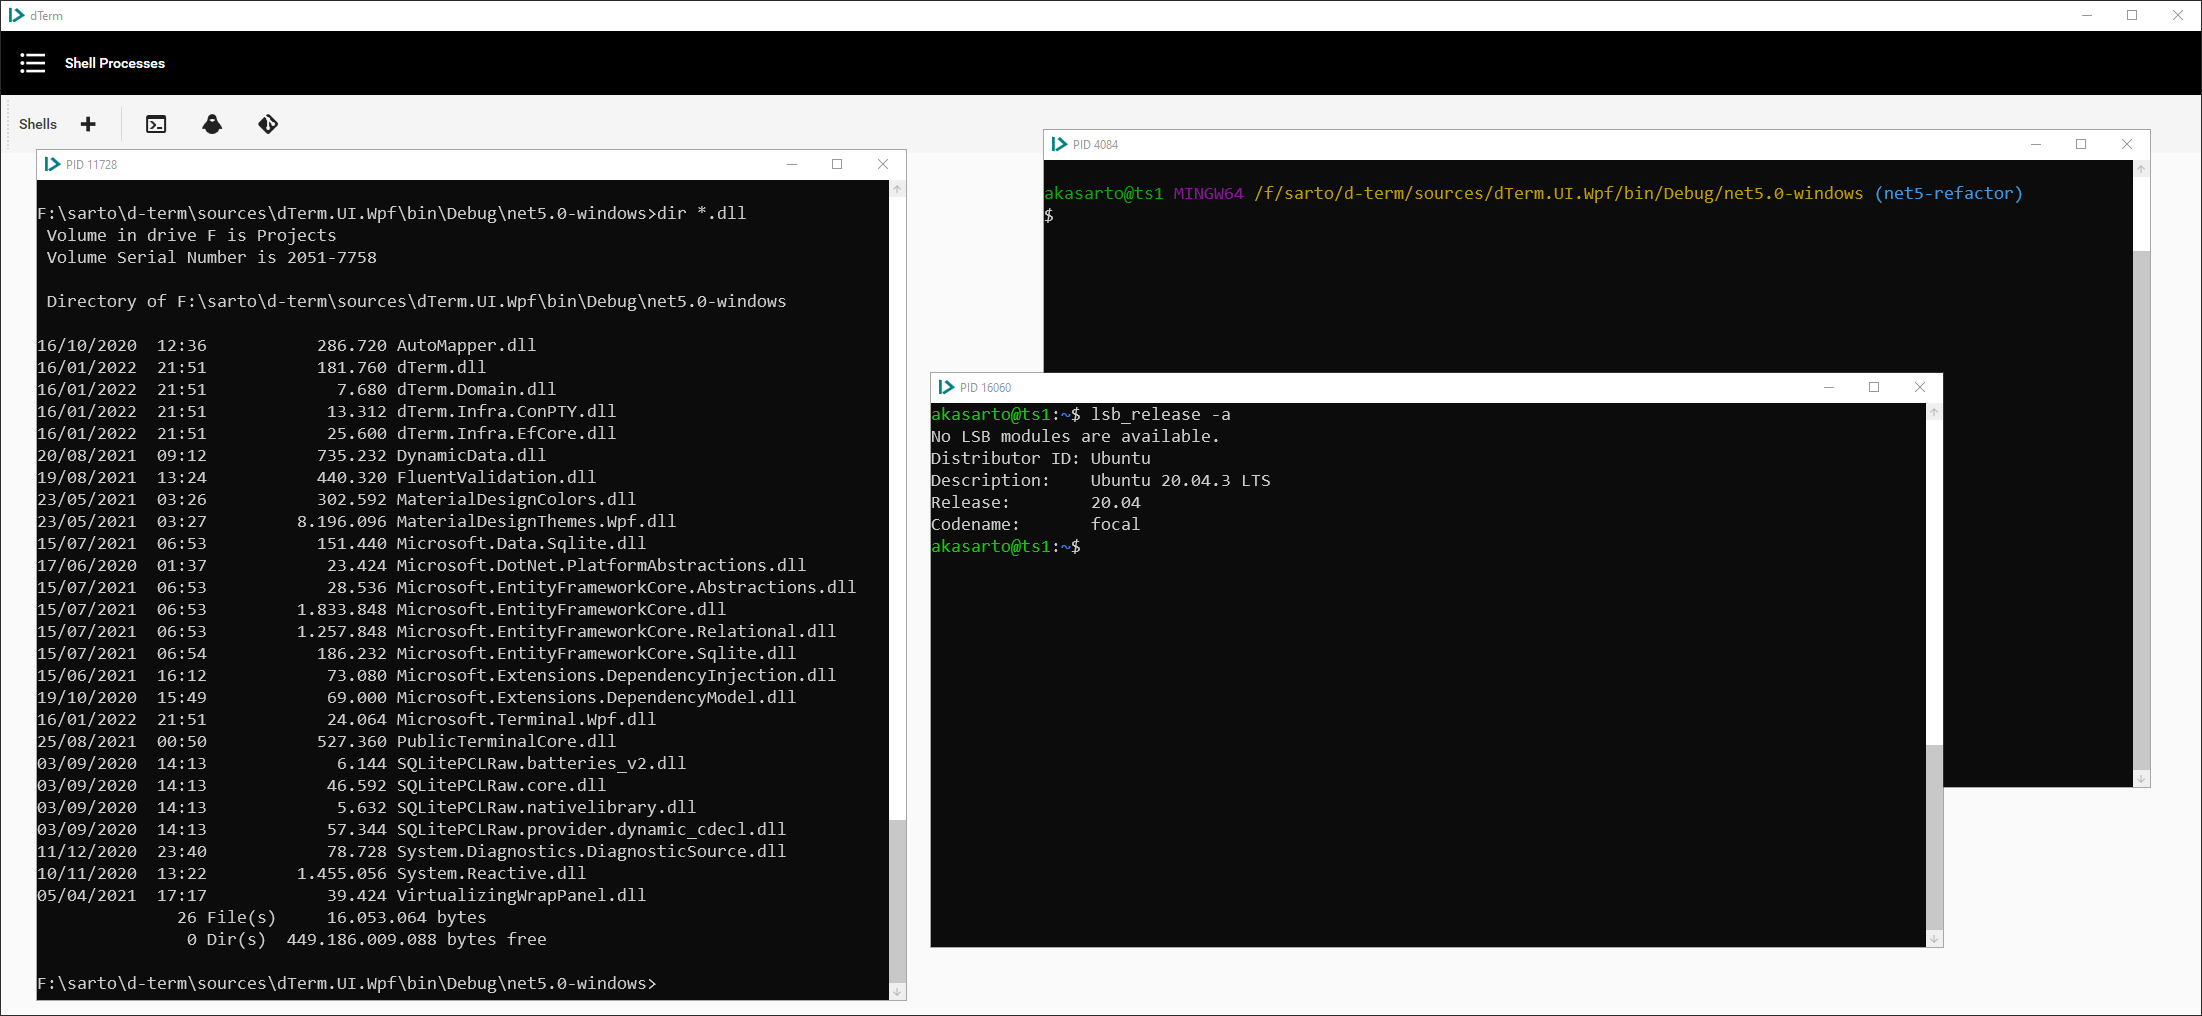 dTerm
Shell Processes
Shells
PID 11728
F:\sarto\d-term\sources\dTerm.UI.Wpf\bin\Debug\net5.0-windows>dir *.dll
Volume in drive F is Projects
Volume Serial Number is 2051-7758
Directory of F:\sarto\d-term\sources\dTerm.UI.Wpf\bin\Debug\net5.0-windows
16/10/2020  12:36           286.720 AutoMapper.dll
16/01/2022  21:51           181.760 dTerm.dll
16/01/2022  21:51             7.680 dTerm.Domain.dll
16/01/2022  21:51            13.312 dTerm.Infra.ConPTY.dll
16/01/2022  21:51            25.600 dTerm.Infra.EfCore.dll
20/08/2021  09:12           735.232 DynamicData.dll
19/08/2021  13:24           440.320 FluentValidation.dll
23/05/2021  03:26           302.592 MaterialDesignColors.dll
23/05/2021  03:27         8.196.096 MaterialDesignThemes.Wpf.dll
15/07/2021  06:53           151.440 Microsoft.Data.Sqlite.dll
17/06/2020  01:37            23.424 Microsoft.DotNet.PlatformAbstractions.dll
15/07/2021  06:53            28.536 Microsoft.EntityFrameworkCore.Abstractions.dll
15/07/2021  06:53         1.833.848 Microsoft.EntityFrameworkCore.dll
15/07/2021  06:53         1.257.848 Microsoft.EntityFrameworkCore.Relational.dll
15/07/2021  06:54           186.232 Microsoft.EntityFrameworkCore.Sqlite.dll
15/06/2021  16:12            73.080 Microsoft.Extensions.DependencyInjection.dll
19/10/2020  15:49            69.000 Microsoft.Extensions.DependencyModel.dll
16/01/2022  21:51            24.064 Microsoft.Terminal.Wpf.dll
25/08/2021  00:50           527.360 PublicTerminalCore.dll
03/09/2020  14:13             6.144 SQLitePCLRaw.batteries_v2.dll
03/09/2020  14:13            46.592 SQLitePCLRaw.core.dll
03/09/2020  14:13             5.632 SQLitePCLRaw.nativelibrary.dll
03/09/2020  14:13            57.344 SQLitePCLRaw.provider.dynamic_cdecl.dll
11/12/2020  23:40            78.728 System.Diagnostics.DiagnosticSource.dll
10/11/2020  13:22         1.455.056 System.Reactive.dll
05/04/2021  17:17            39.424 VirtualizingWrapPanel.dll
26 File(s)     16.053.064 bytes
0 Dir(s)  449.186.009.088 bytes free
F:\sarto\d-term\sources\dTerm.UI.Wpf\bin\Debug\net5.0-windows>
PID 4084
akasarto@ts1 MINGW64 /f/sarto/d-term/sources/dTerm.UI.Wpf/bin/Debug/net5.0-windows (net5-refactor)
$
PID 16060
akasarto@ts1:~$ lsb_release -a
No LSB modules are available.
Distributor ID: Ubuntu
Description:    Ubuntu 20.04.3 LTS
Release:        20.04
Codename:       focal
akasarto@ts1:~$